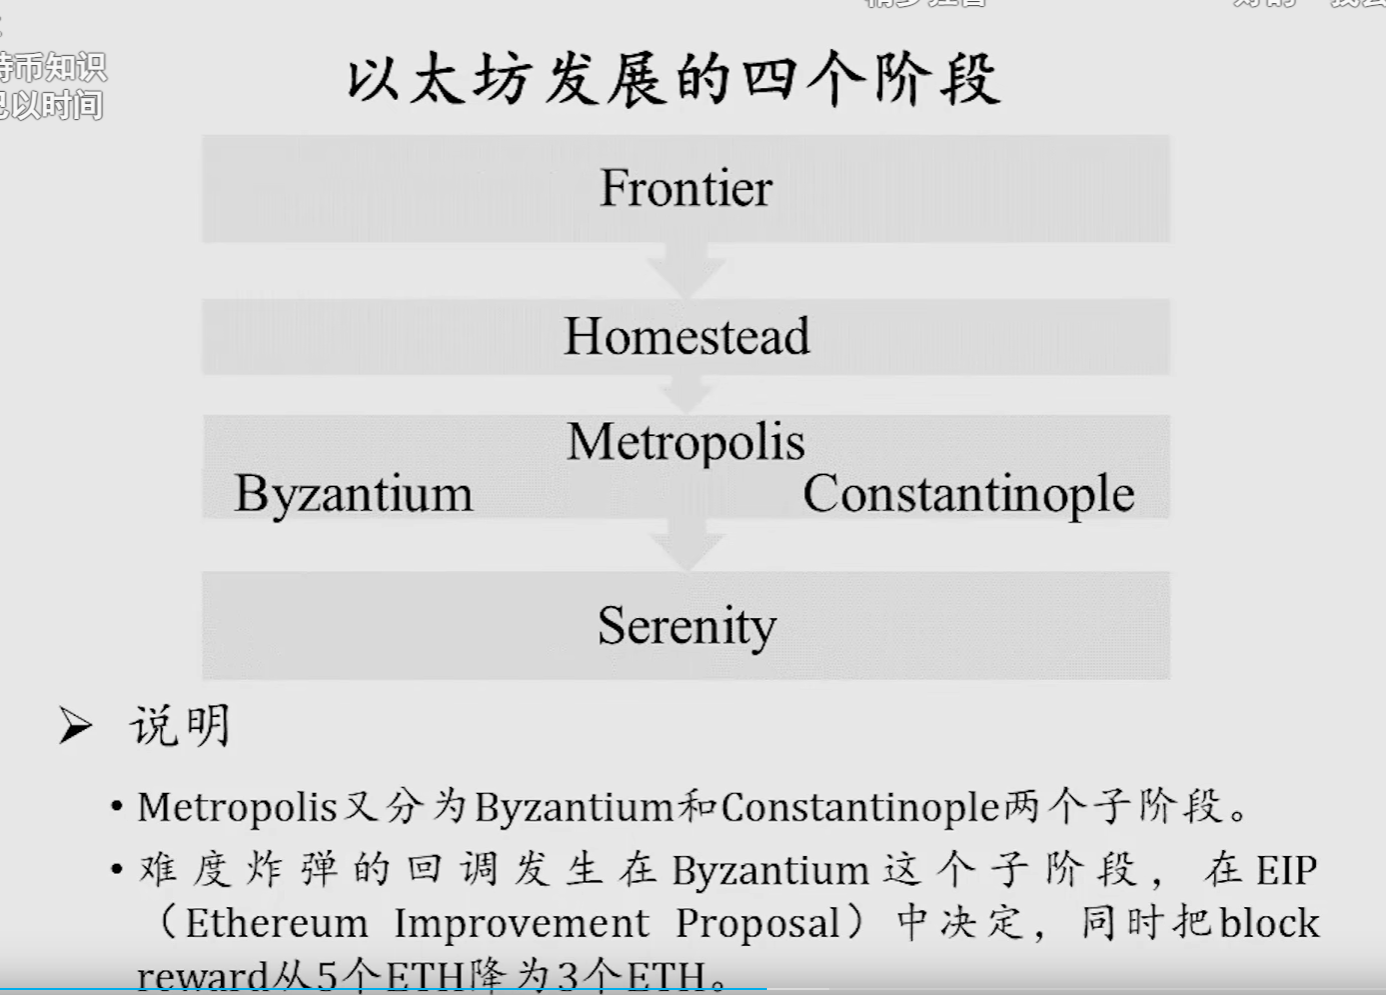 以太坊发展的四个阶段
币知识
以时间
Frontier
Homestead
Metropolis
Byzantium Constantinople
Serenity
➢ 说明
• Metropolis又分为Byzantium和Constantinople两个子阶段。
• 难度炸弹的回调发生在Byzantium这个子阶段，在EIP
（Ethereum Improvement Proposal）中决定，同时把block
reward从5个ETH降为3个ETH。